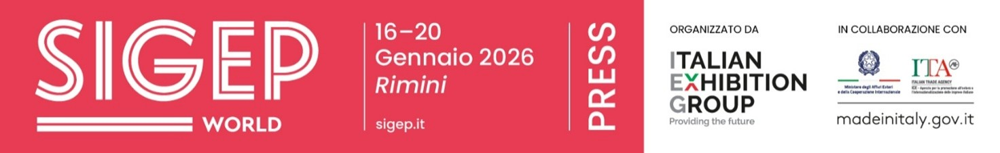 SIGEP
WORLD
16–20
Gennaio 2026
Rimini
sigep.it
PRESS
ORGANIZZATO DA
ITALIAN
EXHIBITION
GROUP
Providing the future
IN COLLABORAZIONE CON
Ministero degli Affari Esteri
e della Cooperazione Internazionale
ITA
ITALIAN TRADE AGENCY
ICE - Agenzia per la promozione all'estero e
l'internazionalizzazione delle imprese italiane
madeinitaly.gov.it